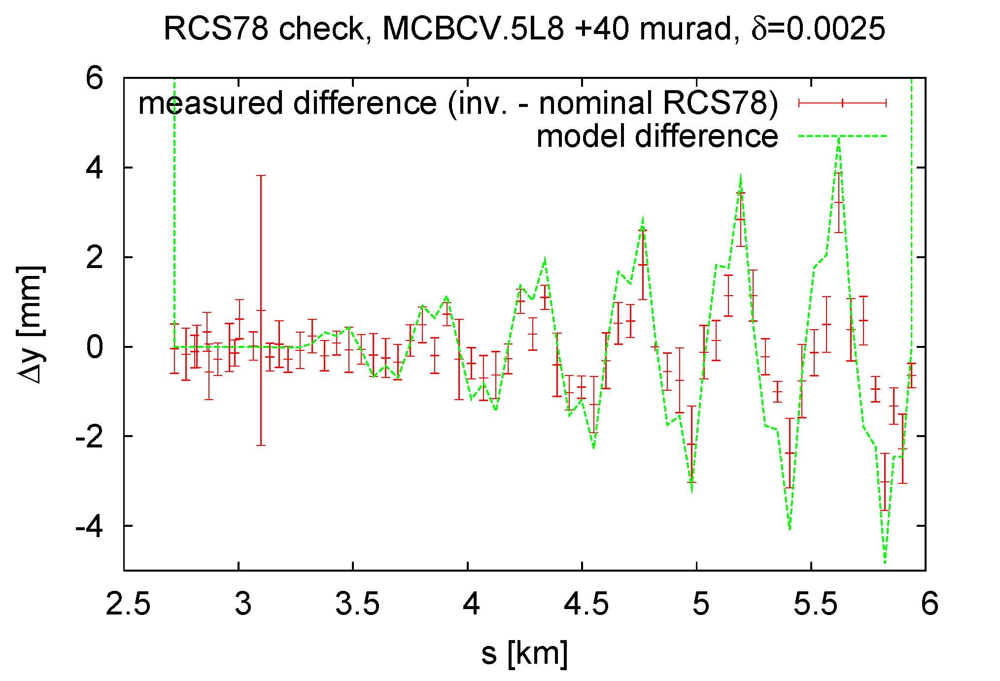 RCS78 check, MCBCV.5L8 +40 murad, δ=0.0025
measured difference (inv. - nominal RCS78)
model difference
6
4
2
0
-2
-4
Δy [mm]
2.5 3 3.5 4 4.5 5 5.5 6
s [km]